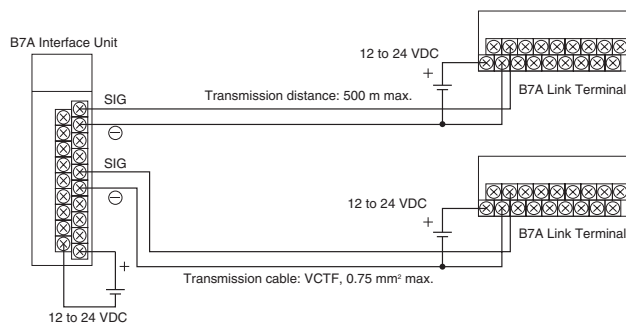 B7A Interface Unit
12 to 24 VDC
+
SIG
Transmission distance: 500 m max.
B7A Link Terminal
⊖
SIG
⊖
12 to 24 VDC
+
B7A Link Terminal
+
Transmission cable: VCTF, 0.75 mm² max.
12 to 24 VDC